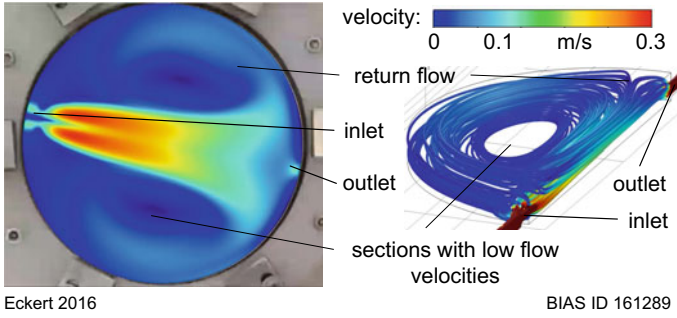 velocity:
0 0.1 m/s 0.3
return flow
inlet
outlet
outlet
inlet
sections with low flow
velocities
Eckert 2016
BIAS ID 161289